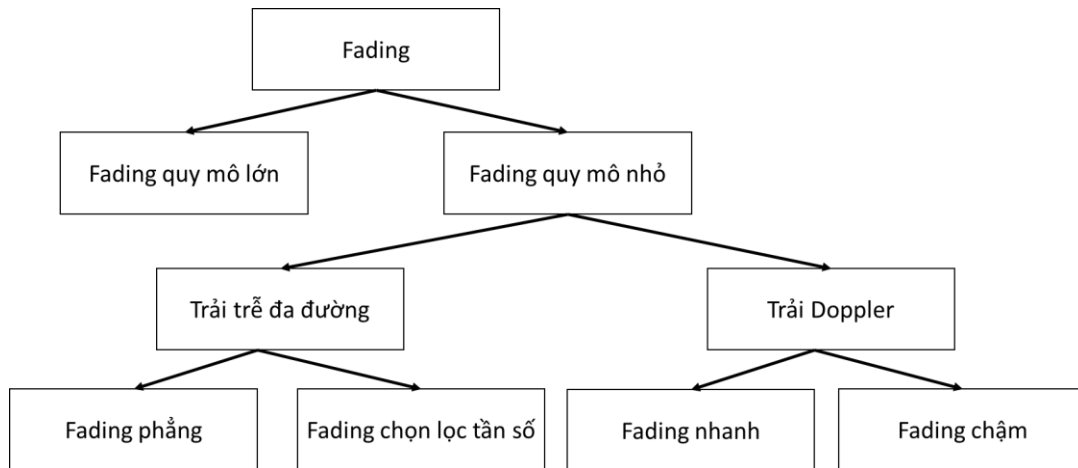 Fading
Fading quy mô lớn
Fading quy mô nhỏ
Trải trễ đa đường
Trải Doppler
Fading phẳng
Fading chọn lọc tần số
Fading nhanh
Fading chậm